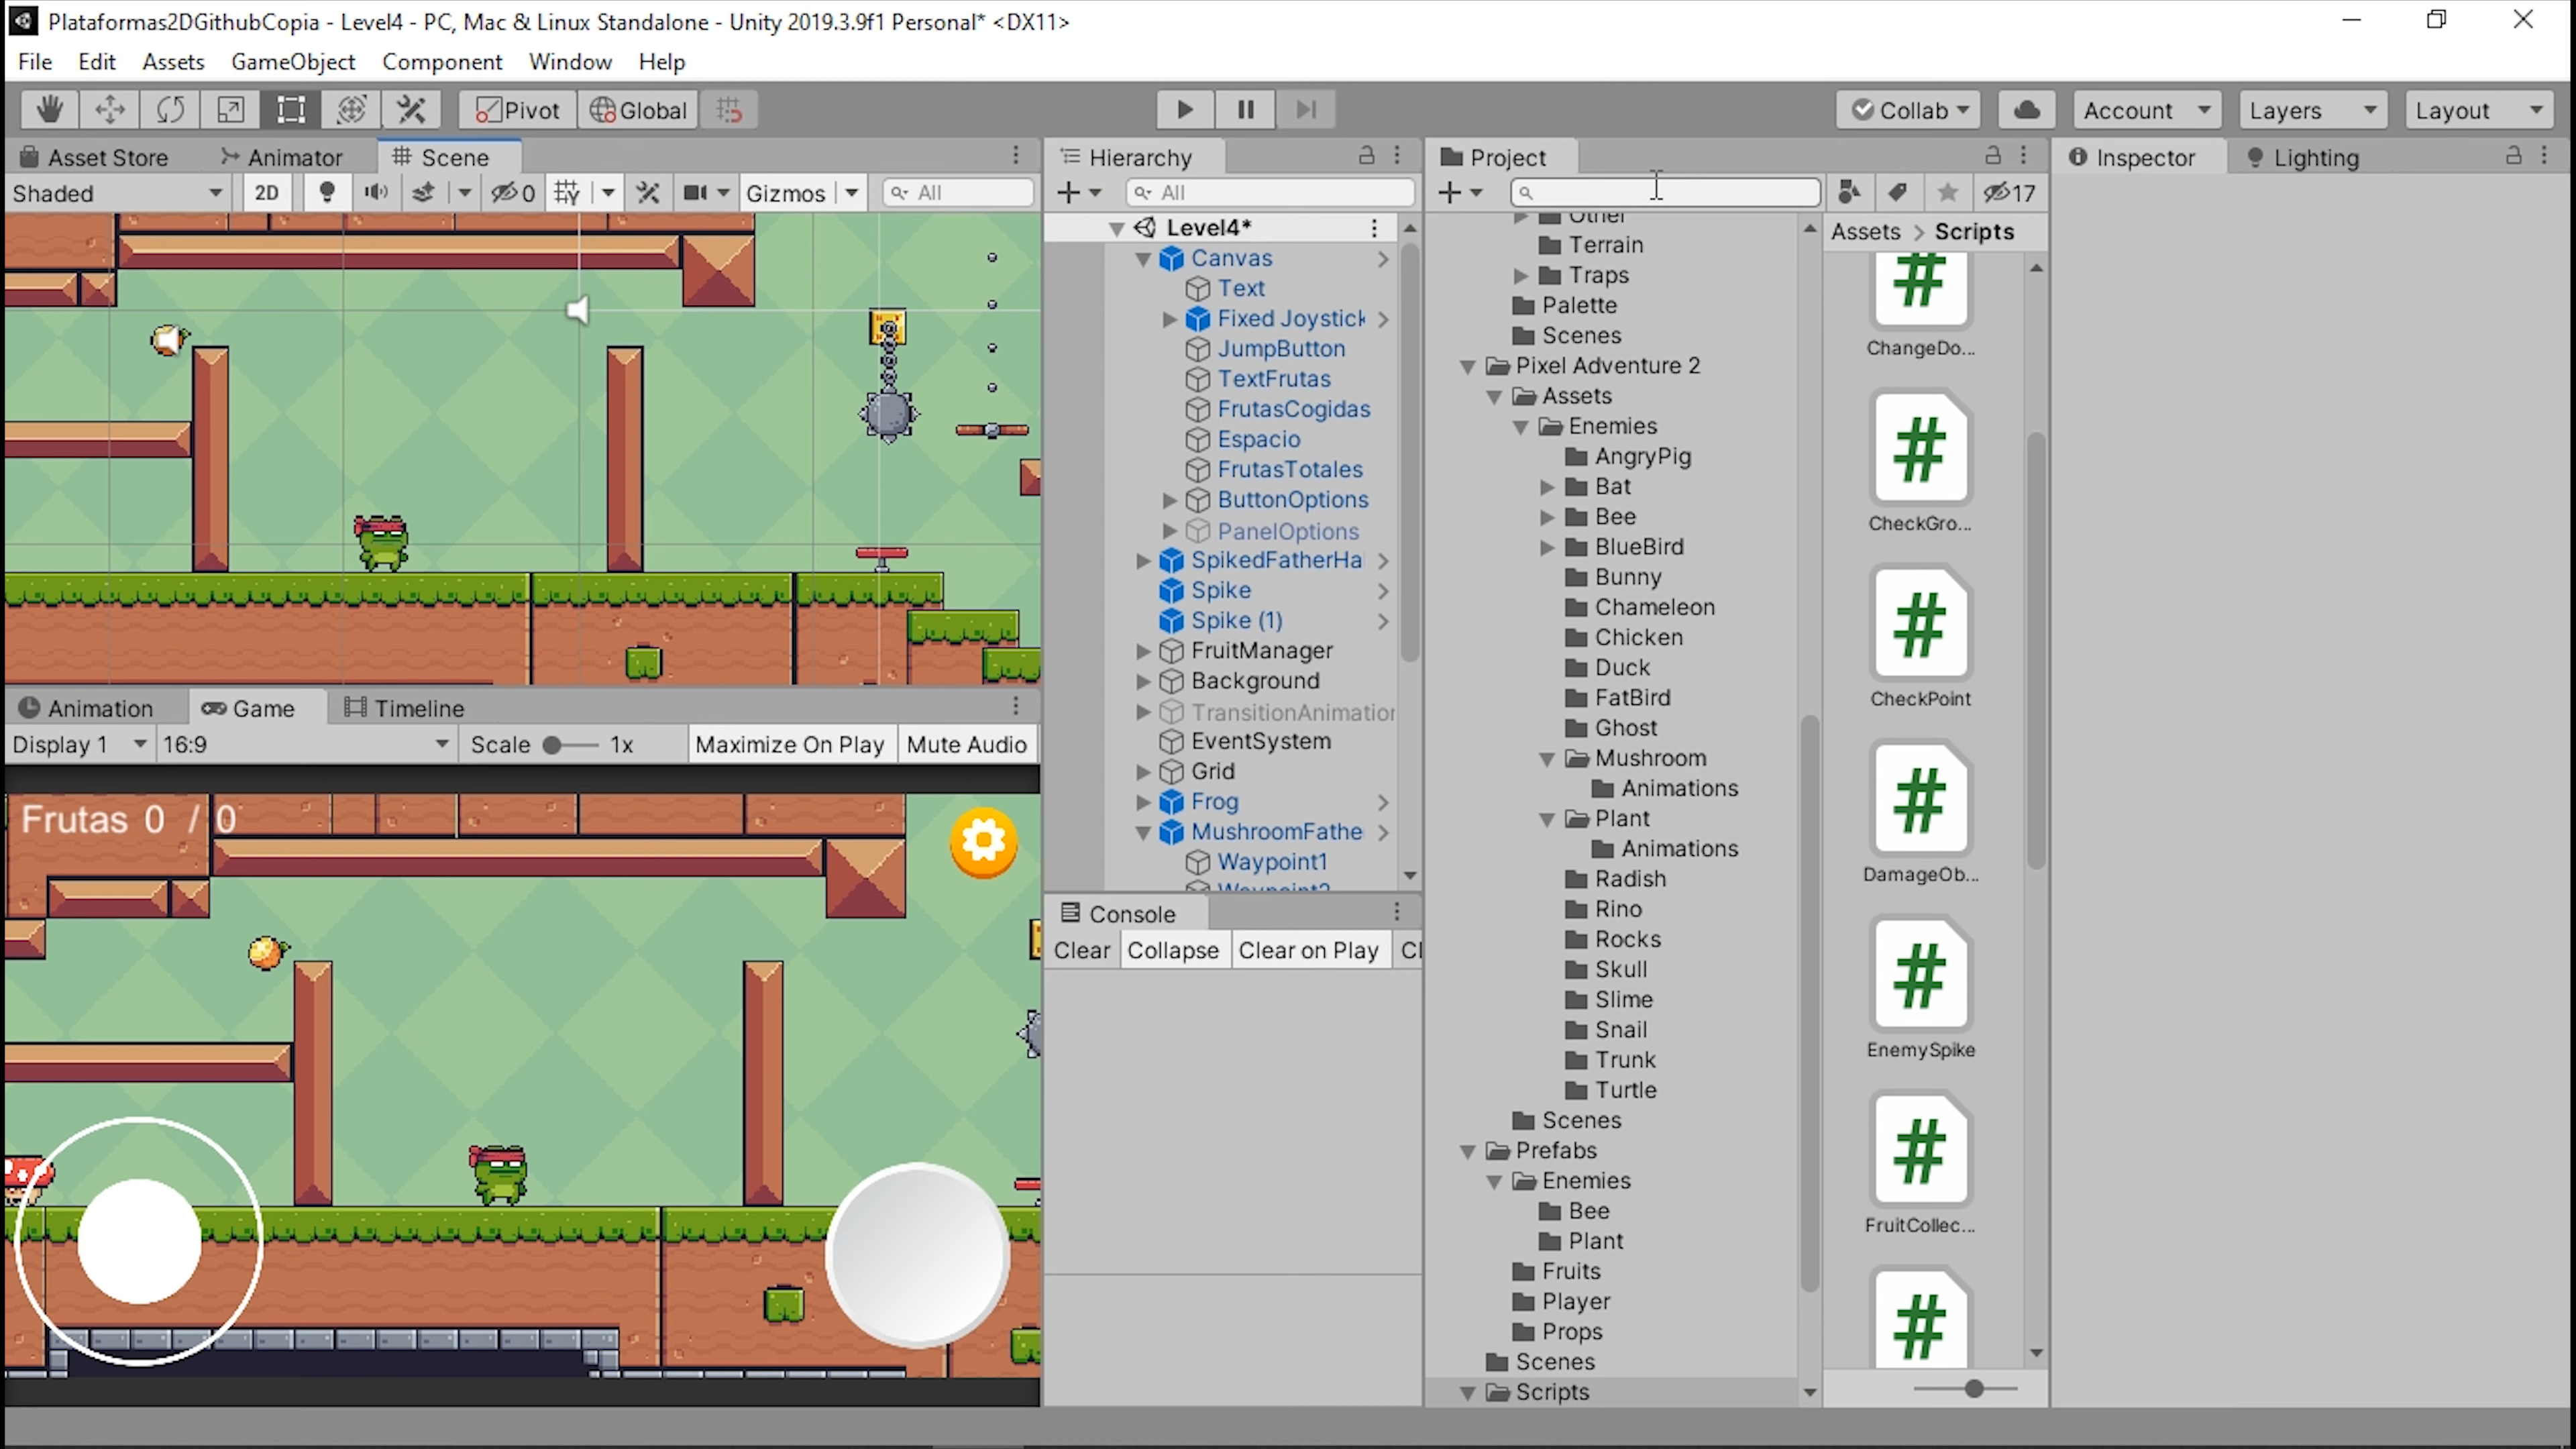 Plataformas2DGithubCopia - Level4 - PC, Mac & Linux Standalone - Unity 2019.3.9f1 Personal* <DX11>
File Edit Assets GameObject Component Window Help
Pivot Global Collab Account Layers Layout
Asset Store Animator Scene
Shaded 2D 0 Gizmos All
Animation Game Timeline
Display 1 16:9 Scale 1x Maximize On Play Mute Audio
Frutas 0 / 0
Hierarchy
All
Level4*
Canvas
Text
Fixed Joystick
JumpButton
TextFrutas
FrutasCogidas
Espacio
FrutasTotales
ButtonOptions
PanelOptions
SpikedFatherHa
Spike
Spike (1)
FruitManager
Background
TransitionAnimation
EventSystem
Grid
Frog
MushroomFathe
Waypoint1
Waypoint2
Console
Clear Collapse Clear on Play Cl
Project
17
Other
Terrain
Traps
Palette
Scenes
Pixel Adventure 2
Assets
Enemies
AngryPig
Bat
Bee
BlueBird
Bunny
Chameleon
Chicken
Duck
FatBird
Ghost
Mushroom
Animations
Plant
Animations
Radish
Rino
Rocks
Skull
Slime
Snail
Trunk
Turtle
Scenes
Prefabs
Enemies
Bee
Plant
Fruits
Player
Props
Scenes
Scripts
Assets > Scripts
#
ChangeDo...
#
CheckGro...
#
CheckPoint
#
DamageOb...
#
EnemySpike
#
FruitCollec...
#
Inspector Lighting